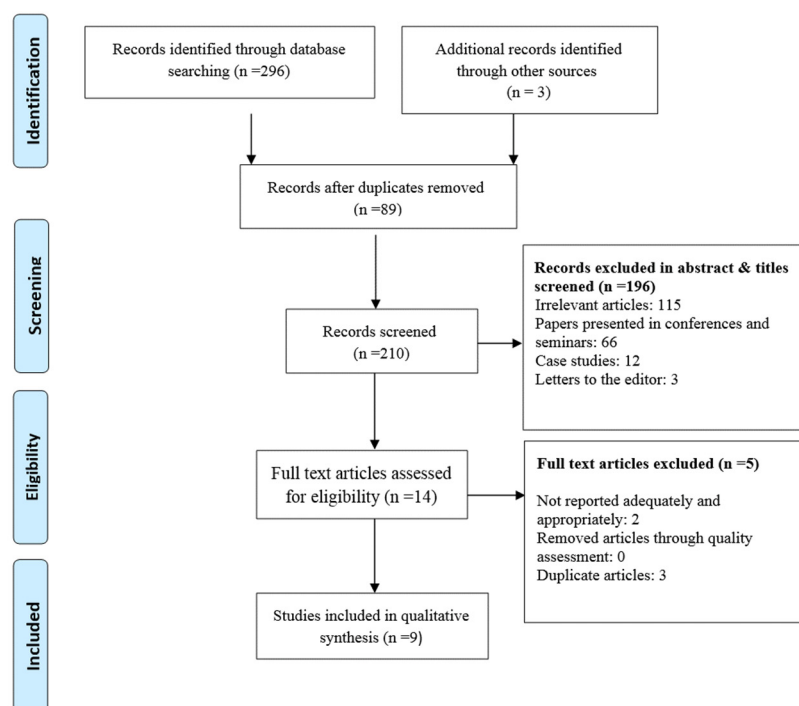 Identification
Records identified through database
searching (n =296)
Additional records identified
through other sources
(n = 3)
Records after duplicates removed
(n =89)
Screening
Records screened
(n =210)
Records excluded in abstract & titles
screened (n =196)
Irrelevant articles: 115
Papers presented in conferences and
seminars: 66
Case studies: 12
Letters to the editor: 3
Eligibility
Full text articles assessed
for eligibility (n =14)
Full text articles excluded (n =5)
Not reported adequately and
appropriately: 2
Removed articles through quality
assessment: 0
Duplicate articles: 3
Included
Studies included in qualitative
synthesis (n =9)